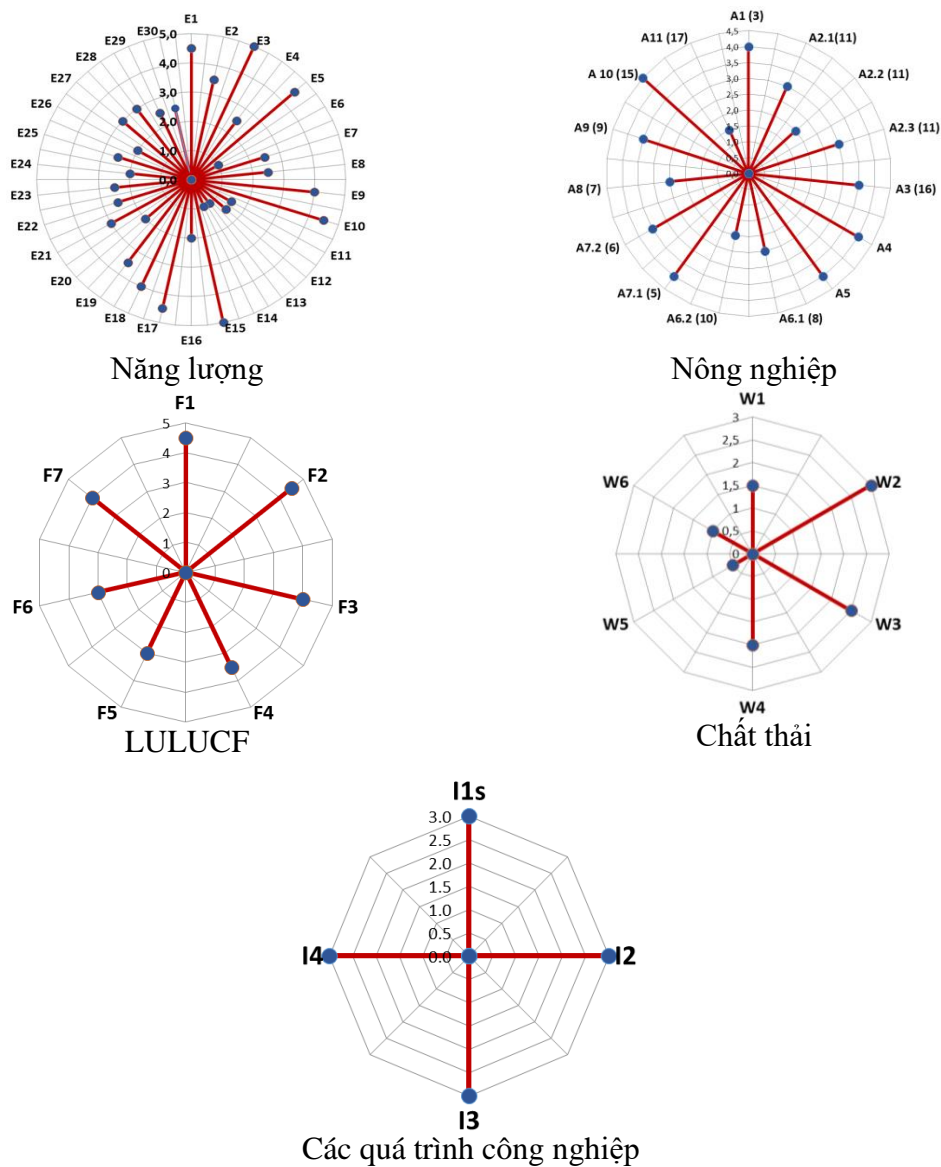 E1
E2
E3
E4
E5
E6
E7
E8
E9
E10
E11
E12
E13
E14
E15
E16
E17
E18
E19
E20
E21
E22
E23
E24
E25
E26
E27
E28
E29
E30
5,0
4,0
3,0
2,0
1,0
0,0
Năng lượng
A1 (3)
A2.1(11)
A2.2 (11)
A2.3 (11)
A3 (16)
A4
A5
A6.1 (8)
A6.2 (10)
A7.1 (5)
A7.2 (6)
A8 (7)
A9 (9)
A 10 (15)
A11 (17)
4,5
4,0
3,5
3,0
2,5
2,0
1,5
1,0
0,5
0,0
Nông nghiệp
F1
F2
F3
F4
F5
F6
F7
5
4
3
2
1
0
LULUCF
W1
W2
W3
W4
W5
W6
3
2,5
2
1,5
1
0,5
0
Chất thải
I1s
I2
I3
I4
3.0
2.5
2.0
1.5
1.0
0.5
0.0
Các quá trình công nghiệp